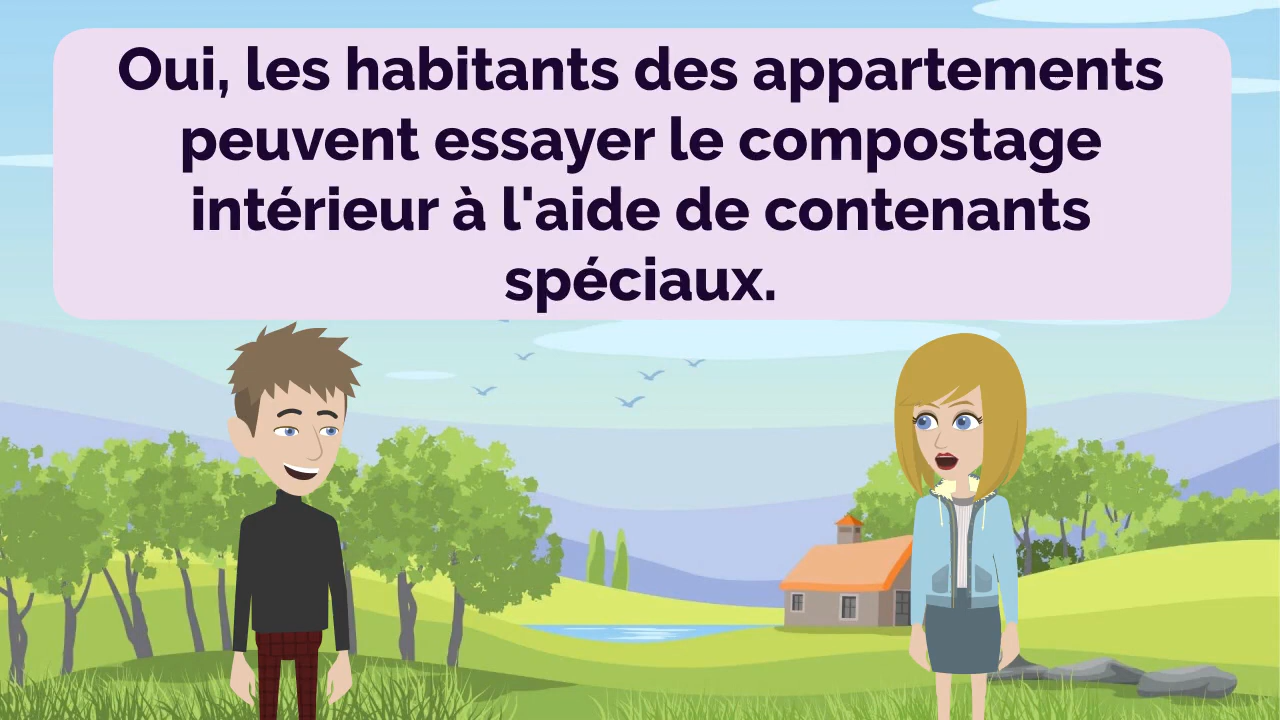 Oui, les habitants des appartements
peuvent essayer le compostage
intérieur à l'aide de contenants
spéciaux.